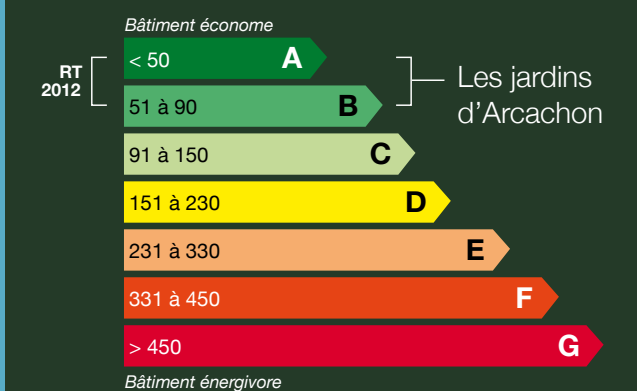 Bâtiment économe
RT
2012
< 50 A
51 à 90 B
Les jardins
d'Arcachon
91 à 150 C
151 à 230 D
231 à 330 E
331 à 450 F
> 450 G
Bâtiment énergivore